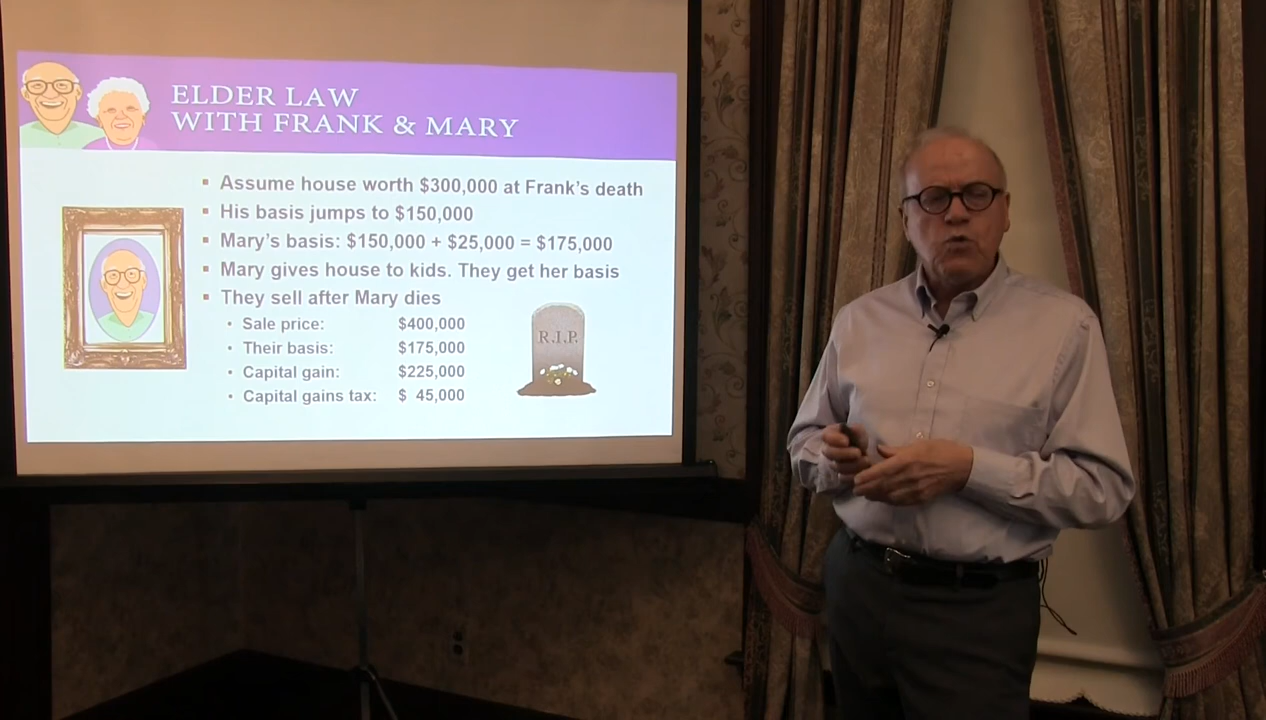 ELDER LAW
WITH FRANK & MARY
▪ Assume house worth $300,000 at Frank's death
▪ His basis jumps to $150,000
▪ Mary's basis: $150,000 + $25,000 = $175,000
▪ Mary gives house to kids. They get her basis
▪ They sell after Mary dies
• Sale price: $400,000
• Their basis: $175,000
• Capital gain: $225,000
• Capital gains tax: $ 45,000
R.I.P.